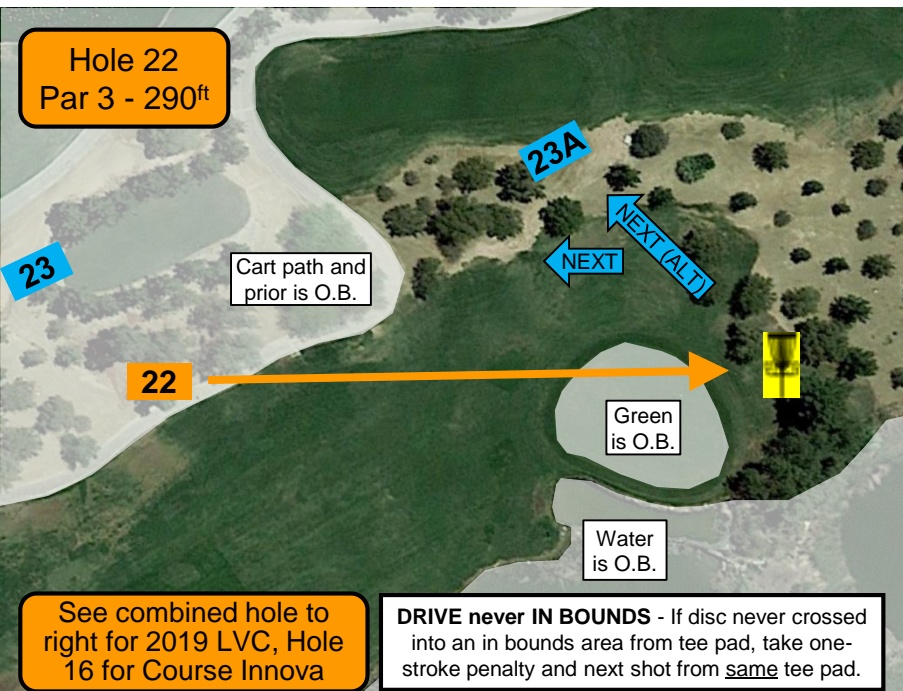 Hole 22
Par 3 - 290ft
23A
NEXT (ALT)
NEXT
23
Cart path and
prior is O.B.
22
Green
is O.B.
Water
is O.B.
See combined hole to
right for 2019 LVC, Hole
16 for Course Innova
DRIVE never IN BOUNDS - If disc never crossed
into an in bounds area from tee pad, take one-
stroke penalty and next shot from same tee pad.